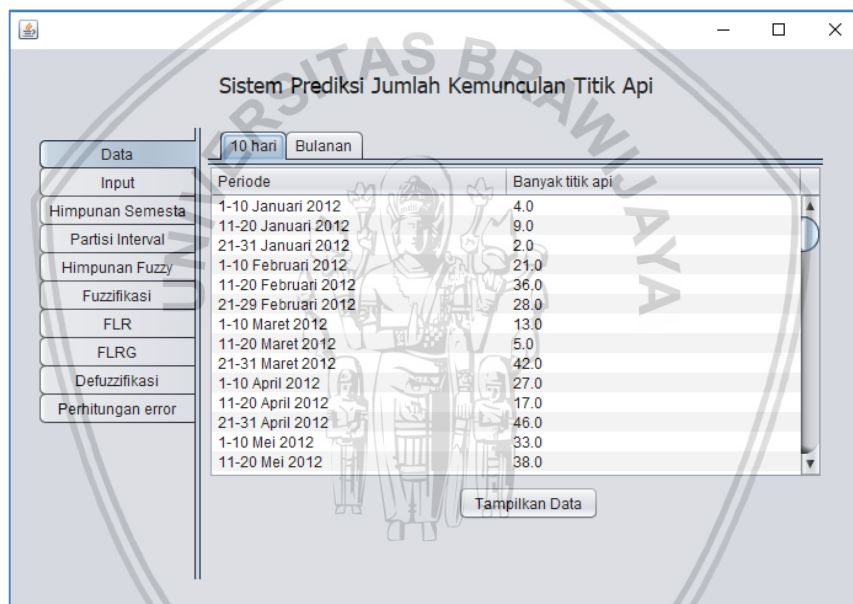 UNIVERSITAS BRAWIJAYA
Sistem Prediksi Jumlah Kemunculan Titik Api
Data
Input
Himpunan Semesta
Partisi Interval
Himpunan Fuzzy
Fuzzifikasi
FLR
FLRG
Defuzzifikasi
Perhitungan error
10 hari Bulanan
Periode Banyak titik api
1-10 Januari 2012 4.0
11-20 Januari 2012 9.0
21-31 Januari 2012 2.0
1-10 Februari 2012 21.0
11-20 Februari 2012 36.0
21-29 Februari 2012 28.0
1-10 Maret 2012 13.0
11-20 Maret 2012 5.0
21-31 Maret 2012 42.0
1-10 April 2012 27.0
11-20 April 2012 17.0
21-31 April 2012 46.0
1-10 Mei 2012 33.0
11-20 Mei 2012 38.0
Tampilkan Data